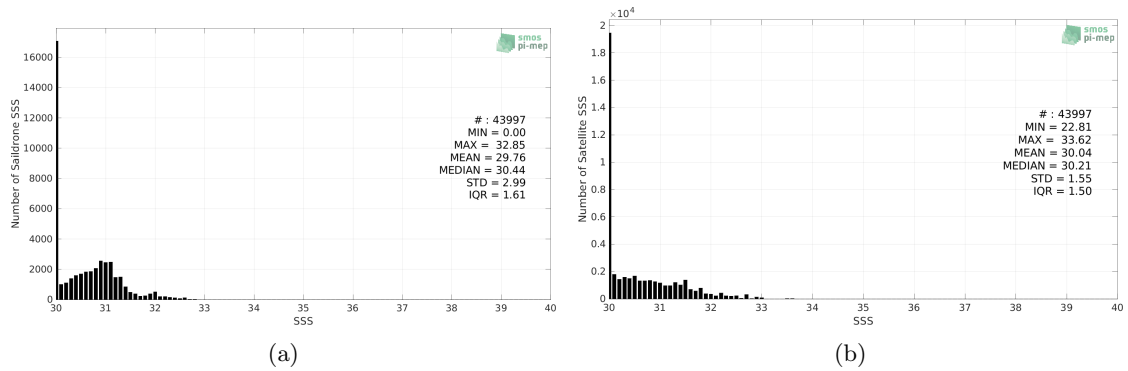 smos
pi-mep
Number of Saildrone SSS
16000
14000
12000
10000
8000
6000
4000
2000
0
# : 43997
MIN = 0.00
MAX = 32.85
MEAN = 29.76
MEDIAN = 30.44
STD = 2.99
IQR = 1.61
30 31 32 33 34 35 36 37 38 39 40
SSS
(a)
×10⁴
smos
pi-mep
Number of Satellite SSS
2
1.8
1.6
1.4
1.2
1
0.8
0.6
0.4
0.2
0
# : 43997
MIN = 22.81
MAX = 33.62
MEAN = 30.04
MEDIAN = 30.21
STD = 1.55
IQR = 1.50
30 31 32 33 34 35 36 37 38 39 40
SSS
(b)